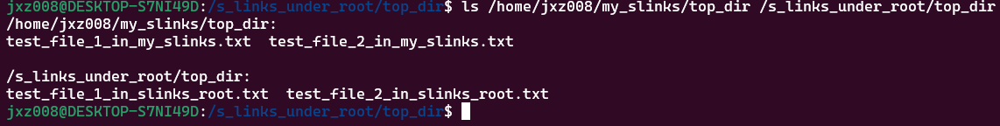 jxz008@DESKTOP-S7NI49D:/s_links_under_root/top_dir$ ls /home/jxz008/my_slinks/top_dir /s_links_under_root/top_dir
/home/jxz008/my_slinks/top_dir:
test_file_1_in_my_slinks.txt  test_file_2_in_my_slinks.txt

/s_links_under_root/top_dir:
test_file_1_in_slinks_root.txt  test_file_2_in_slinks_root.txt
jxz008@DESKTOP-S7NI49D:/s_links_under_root/top_dir$